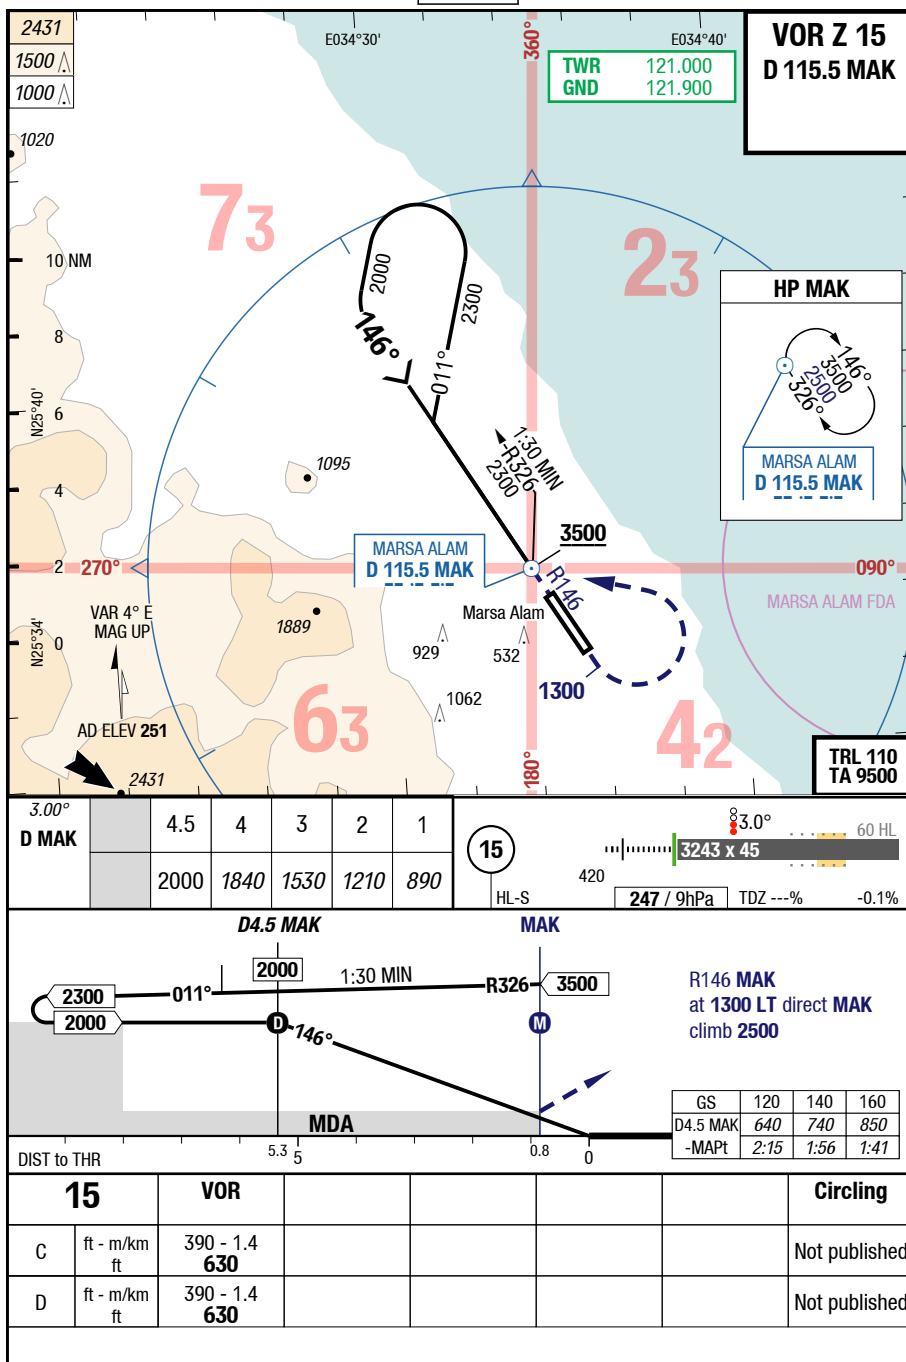 2431
1500
1000
E034°30'
360°
E034°40'
TWR 121.000
GND 121.900
VOR Z 15
D 115.5 MAK
1020
73
23
10 NM
8
6
4
2
0
N25°40'
N25°34'
2000
2300
146°
011°
HP MAK
146°
3500
2500
326°
MARSA ALAM
D 115.5 MAK
1095
1:30 MIN
R326
2300
3500
MARSA ALAM
D 115.5 MAK
270°
090°
R146
MARSA ALAM FDA
VAR 4° E
MAG UP
1889
Marsa Alam
929
532
1300
1062
63
42
AD ELEV 251
2431
180°
TRL 110
TA 9500
3.00°
D MAK 4.5 4 3 2 1
2000 1840 1530 1210 890
15
HL-S
3.0°
60 HL
3243 x 45
420
247 / 9hPa
TDZ ---%
-0.1%
D4.5 MAK
MAK
2300
011°
2000
1:30 MIN
R326
3500
2000
D
146°
M
R146 MAK
at 1300 LT direct MAK
climb 2500
MDA
GS 120 140 160
D4.5 MAK 640 740 850
-MAPt 2:15 1:56 1:41
DIST to THR
5.3
5
0.8
0
15 VOR Circling
C ft - m/km 390 - 1.4 Not published
ft 630
D ft - m/km 390 - 1.4 Not published
ft 630